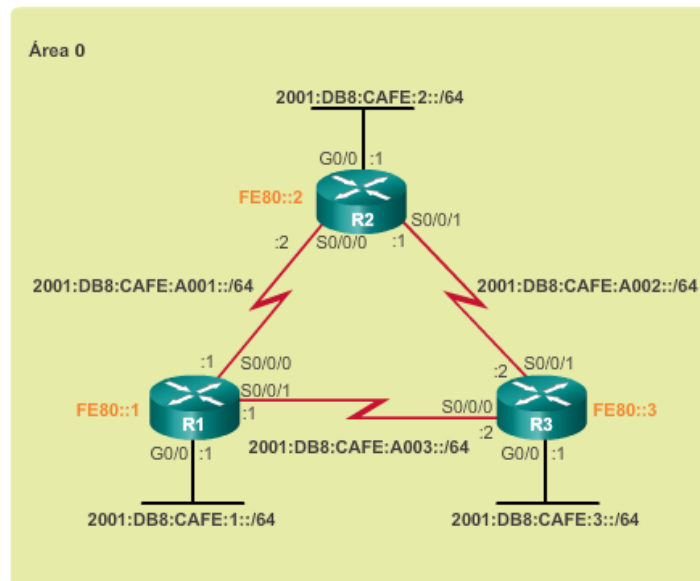 Área 0
2001:DB8:CAFE:2::/64
G0/0 :1
FE80::2
R2
S0/0/1
:2 S0/0/0 :1
2001:DB8:CAFE:A001::/64
2001:DB8:CAFE:A002::/64
:1 S0/0/0
:2 S0/0/1
S0/0/1
FE80::1
R1
:1
S0/0/0
R3
FE80::3
:2
G0/0 :1
2001:DB8:CAFE:A003::/64
G0/0 :1
2001:DB8:CAFE:1::/64
2001:DB8:CAFE:3::/64